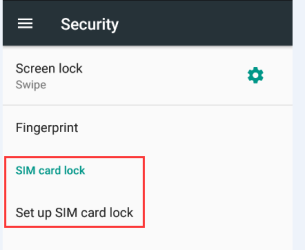 Security
Screen lock
Swipe
Fingerprint
SIM card lock
Set up SIM card lock